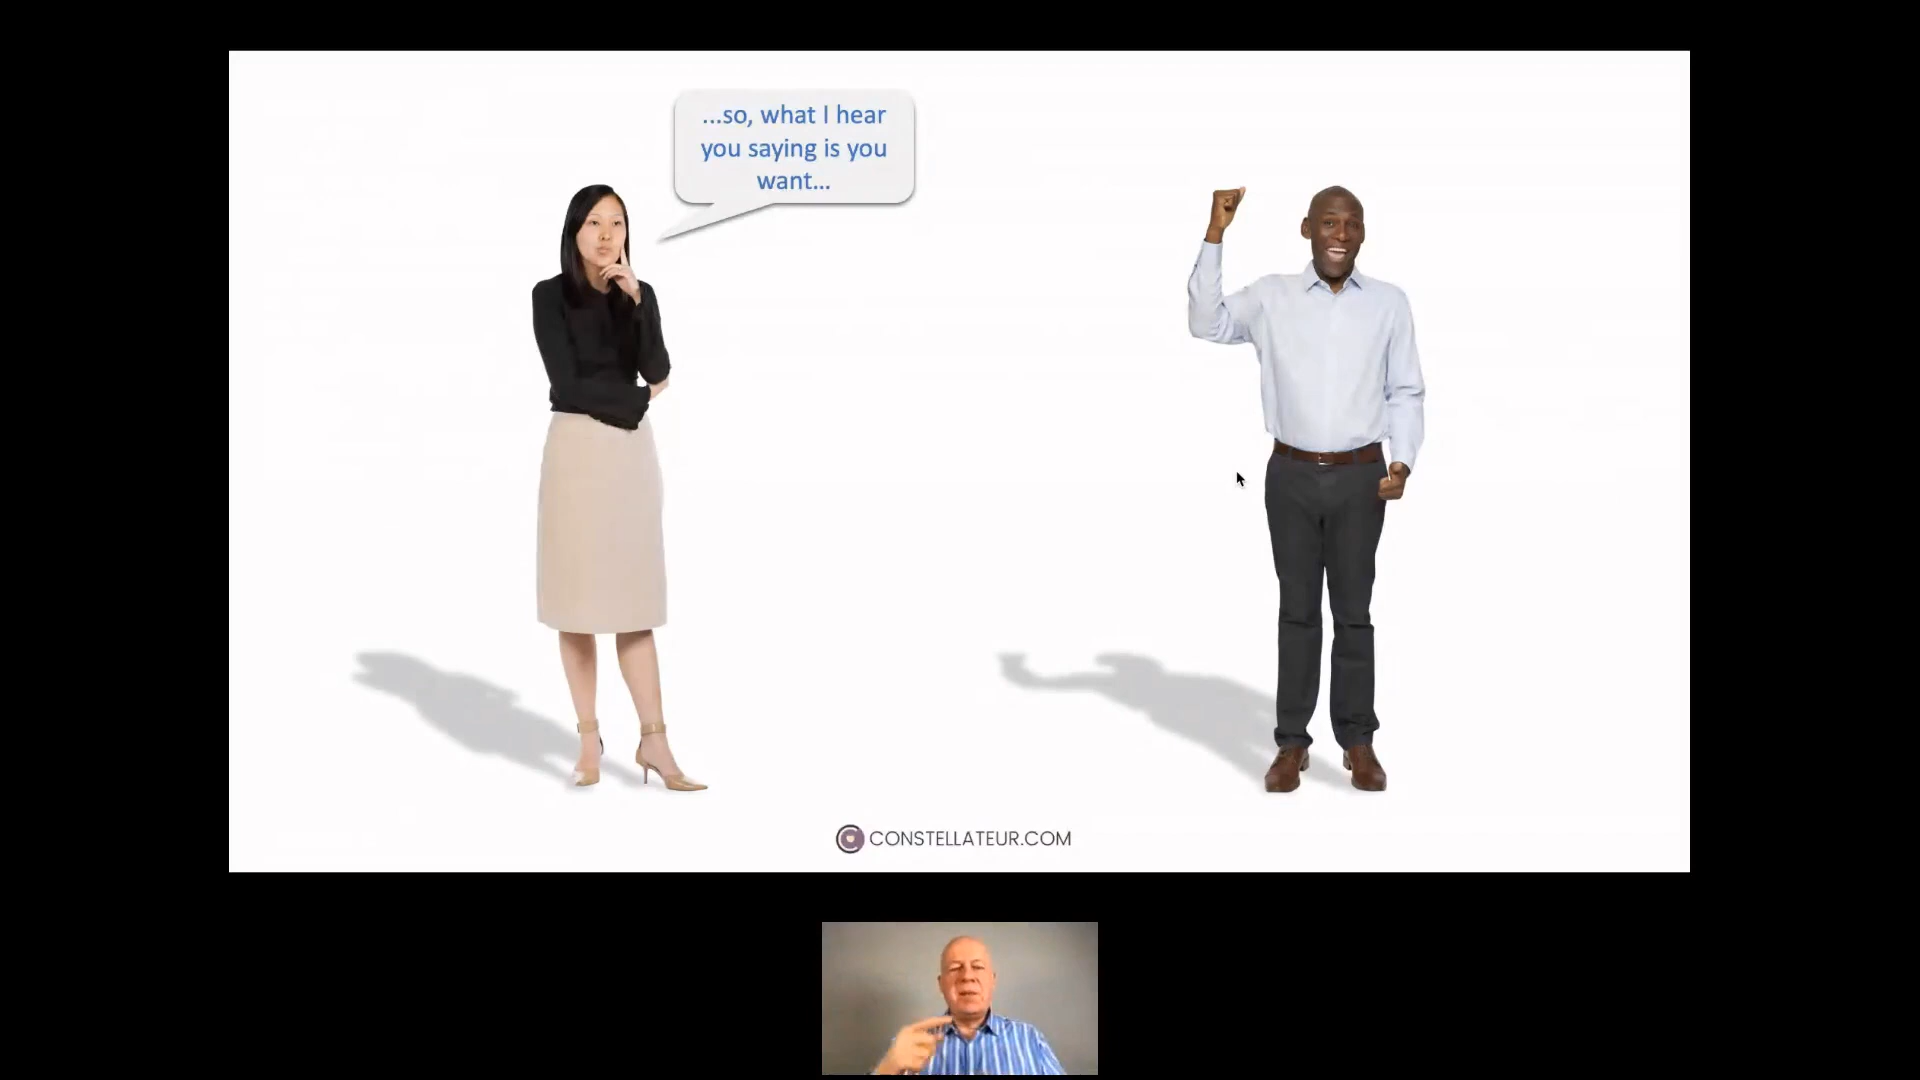 ...so, what I hear
you saying is you
want...
CONSTELLATEUR.COM